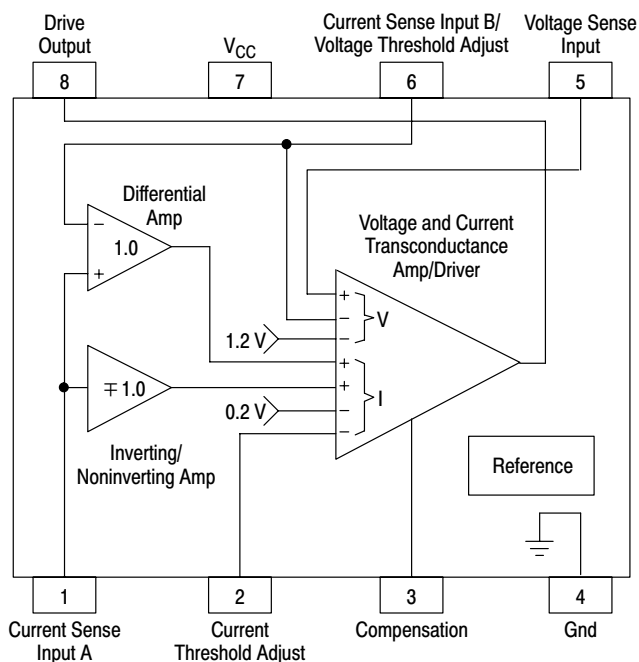 Drive
Output
V_CC
Current Sense Input B/
Voltage Threshold Adjust
Voltage Sense
Input
8
7
6
5
Differential
Amp
Voltage and Current
Transconductance
Amp/Driver
−
1.0
+
+
−
−
V
1.2 V
+
+
−
−
I
∓ 1.0
0.2 V
Inverting/
Noninverting Amp
Reference
1
2
3
4
Current Sense
Input A
Current
Threshold Adjust
Compensation
Gnd